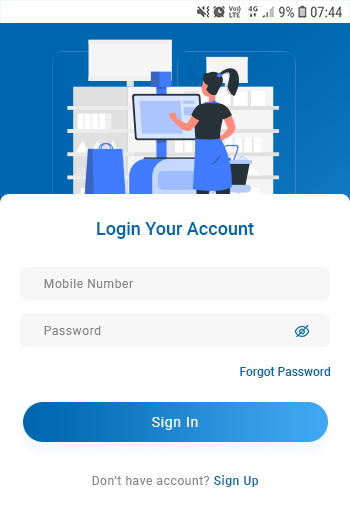 Vo)) LTE 4G 9% 07:44
Login Your Account
Mobile Number
Password
Forgot Password
Sign In
Don't have account? Sign Up